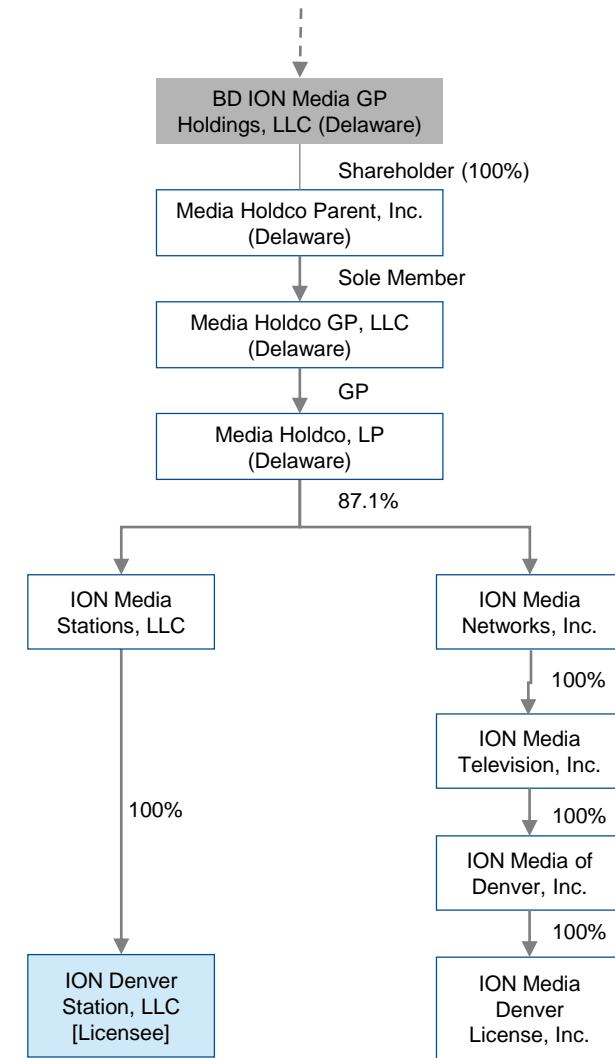 BD ION Media GP
Holdings, LLC (Delaware)
Shareholder (100%)
Media Holdco Parent, Inc.
(Delaware)
Sole Member
Media Holdco GP, LLC
(Delaware)
GP
Media Holdco, LP
(Delaware)
87.1%
ION Media
Stations, LLC
ION Media
Networks, Inc.
100%
ION Media
Television, Inc.
100%
100%
ION Media of
Denver, Inc.
100%
ION Denver
Station, LLC
[Licensee]
ION Media
Denver
License, Inc.